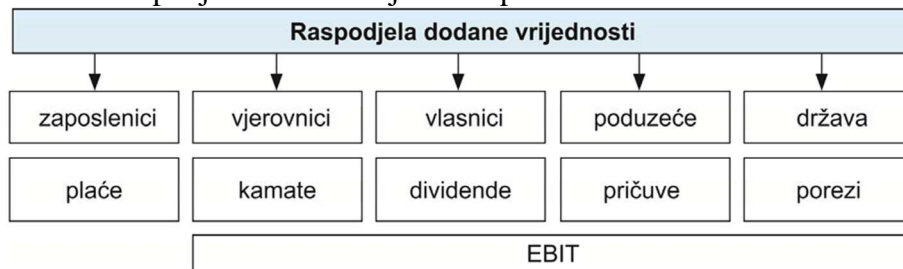 Raspodjela dodane vrijednosti
zaposlenici vjerovnici vlasnici poduzeće država
plaće kamate dividende pričuve porezi
EBIT